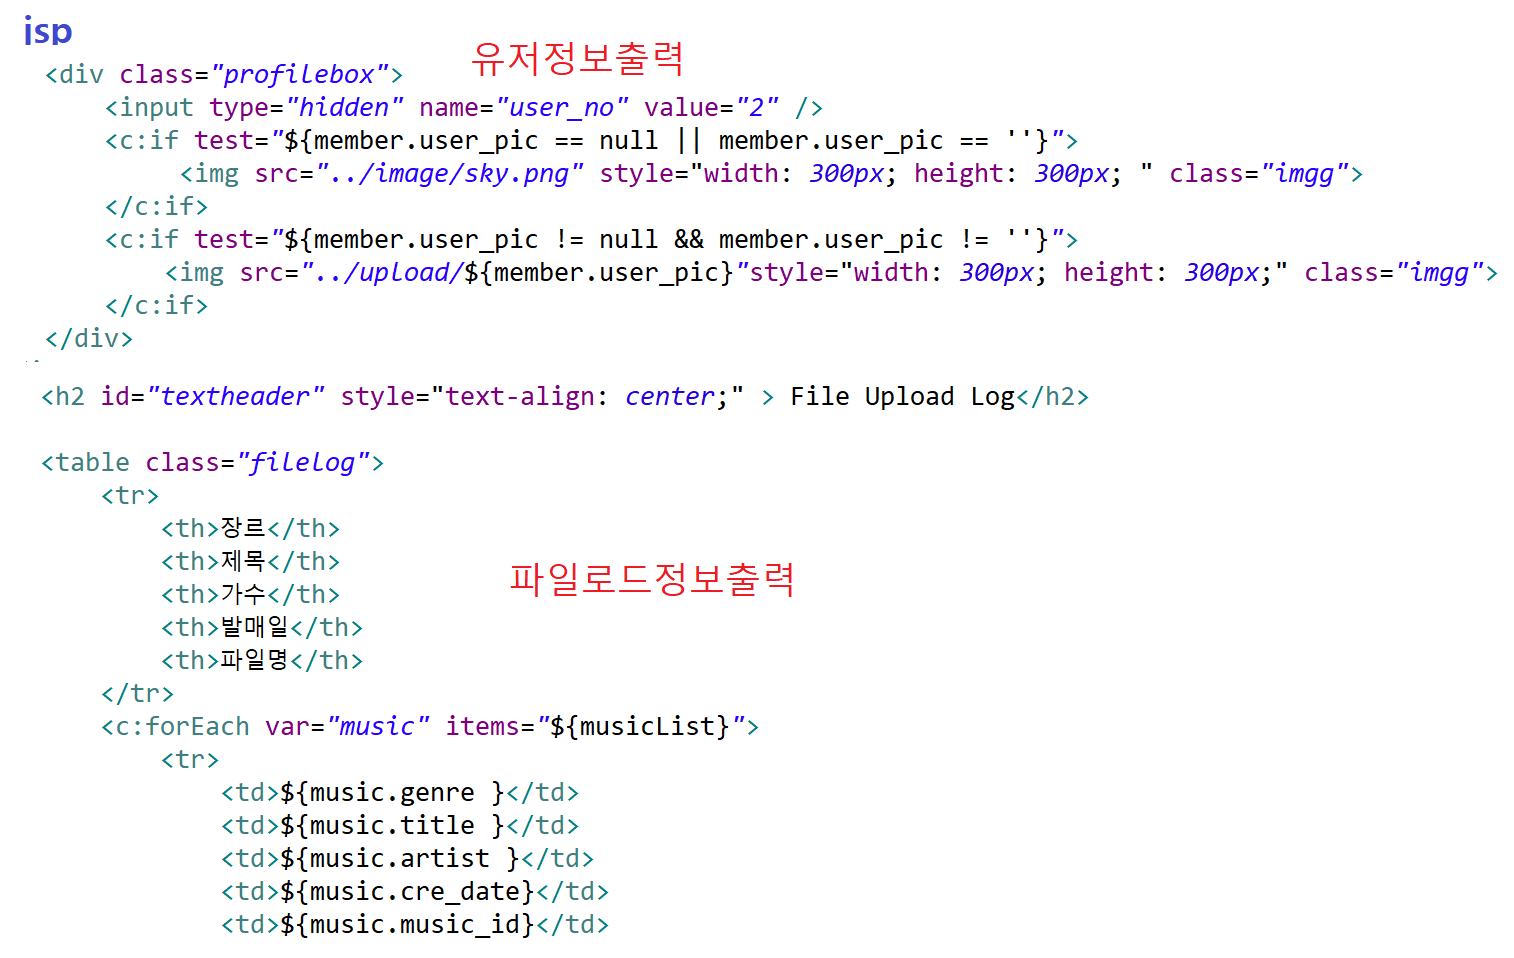 jsp
유저정보출력
<div class="profilebox">
<input type="hidden" name="user_no" value="2" />
<c:if test="${member.user_pic == null || member.user_pic == ''}">
<img src="../image/sky.png" style="width: 300px; height: 300px; " class="imgg">
</c:if>
<c:if test="${member.user_pic != null && member.user_pic != ''}">
<img src="../upload/${member.user_pic}"style="width: 300px; height: 300px;" class="imgg">
</c:if>
</div>
<h2 id="textheader" style="text-align: center;" > File Upload Log</h2>
<table class="filelog">
<tr>
<th>장르</th>
<th>제목</th>
파일로드정보출력
<th>가수</th>
<th>발매일</th>
<th>파일명</th>
</tr>
<c:forEach var="music" items="${musicList}">
<tr>
<td>${music.genre }</td>
<td>${music.title }</td>
<td>${music.artist }</td>
<td>${music.cre_date}</td>
<td>${music.music_id}</td>